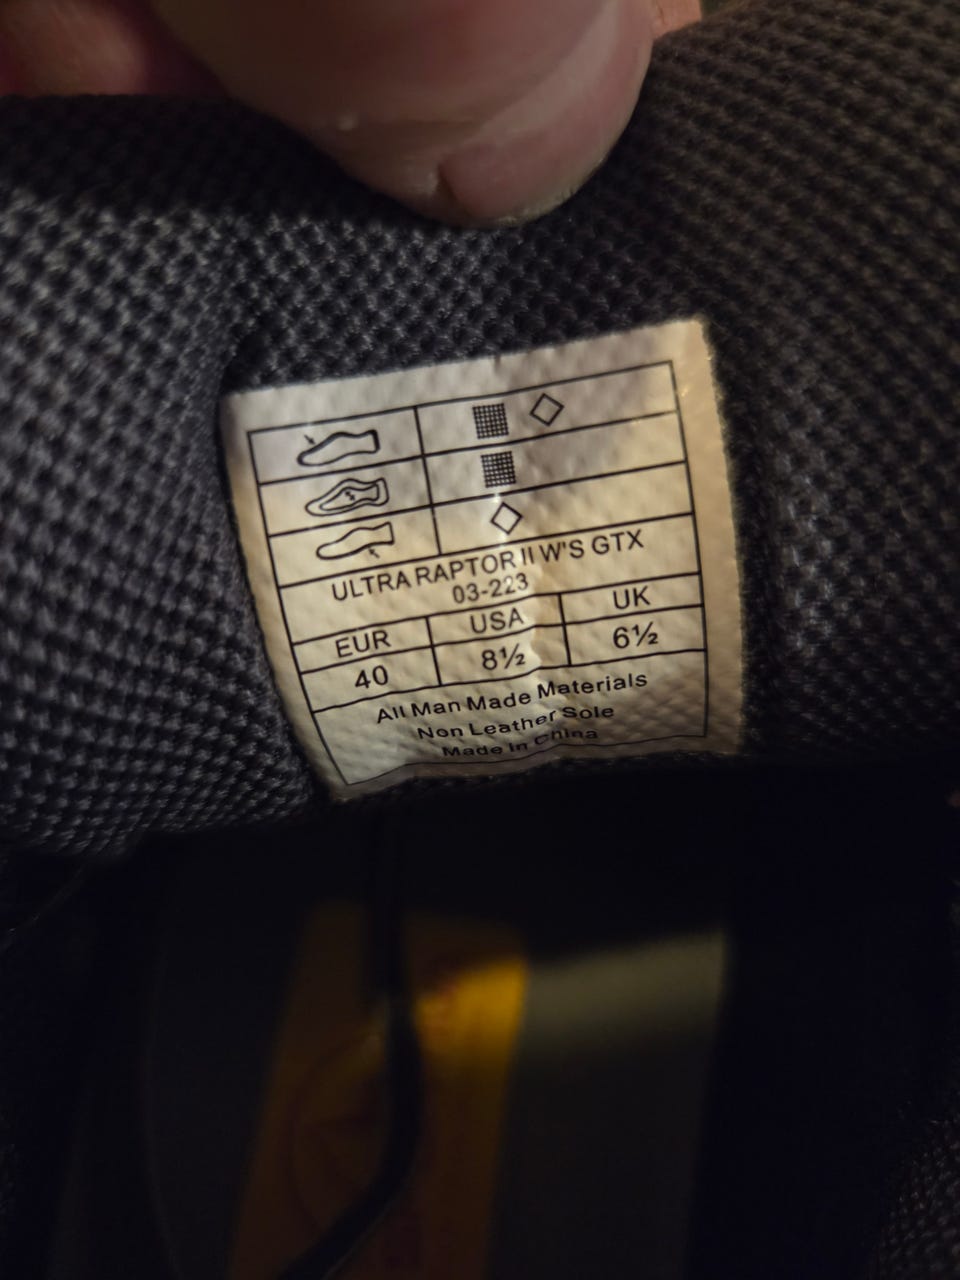 ULTRA RAPTOR II W'S GTX
03-223
EUR USA UK
40 8½ 6½
All Man Made Materials
Non Leather Sole
Made In China